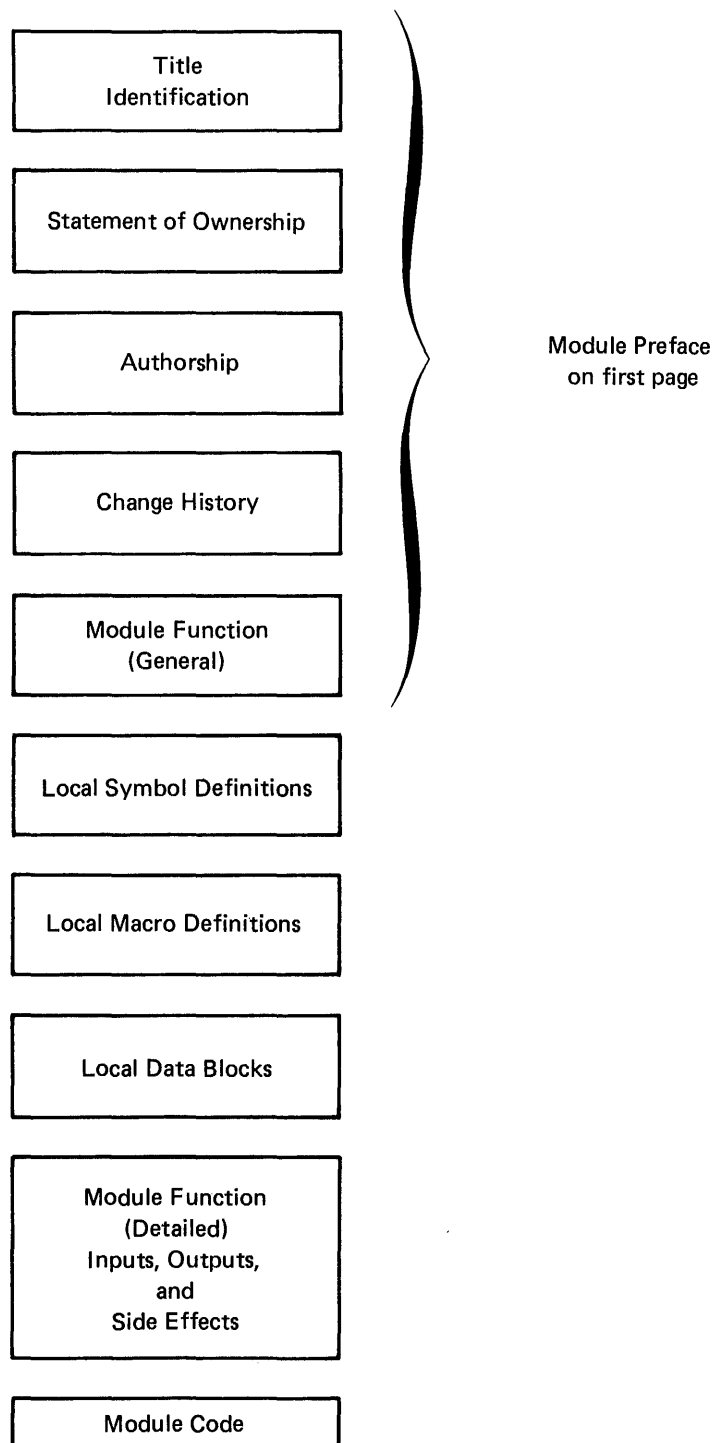 Title
Identification
Statement of Ownership
Authorship
Module Preface
on first page
Change History
Module Function
(General)
Local Symbol Definitions
Local Macro Definitions
Local Data Blocks
Module Function
(Detailed)
Inputs, Outputs,
and
Side Effects
Module Code